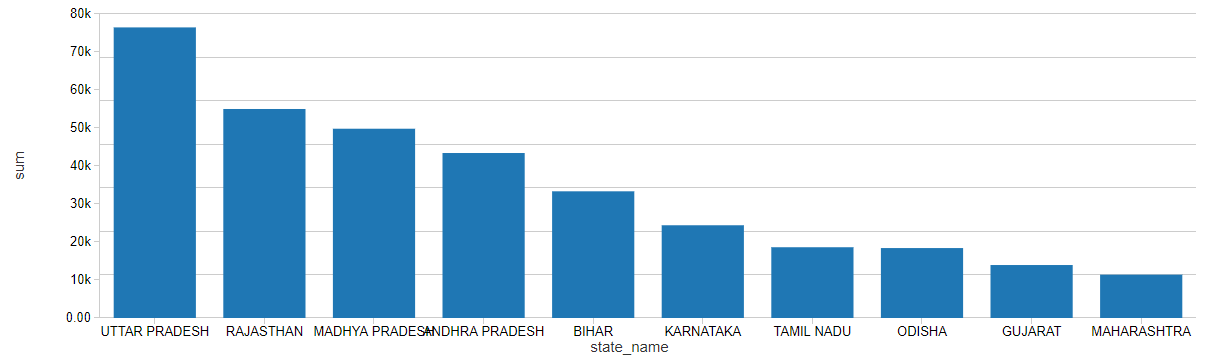 80k
70k
60k
50k
40k
30k
20k
10k
0.00
sum
UTTAR PRADESH RAJASTHAN MADHYA PRADESH ANDHRA PRADESH BIHAR KARNATAKA TAMIL NADU ODISHA GUJARAT MAHARASHTRA
state_name